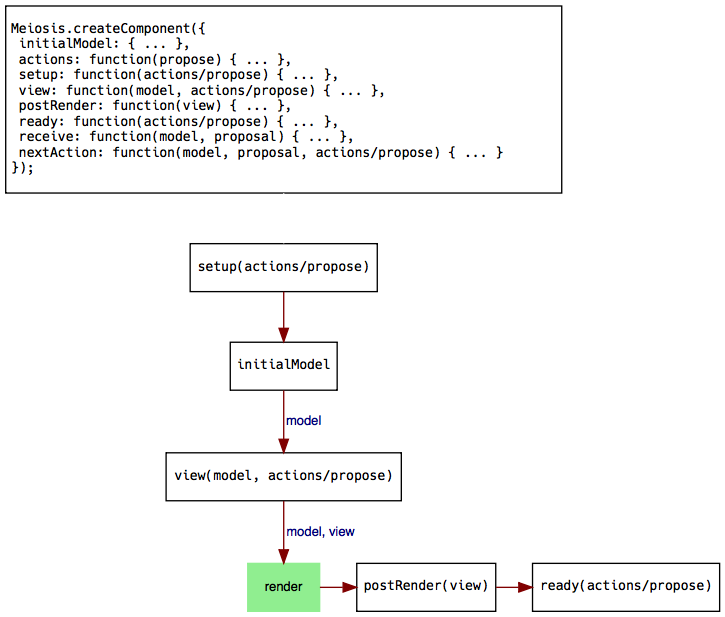 Meiosis.createComponent({
initialModel: { ... },
actions: function(propose) { ... },
setup: function(actions/propose) { ... },
view: function(model, actions/propose) { ... },
postRender: function(view) { ... },
ready: function(actions/propose) { ... },
receive: function(model, proposal) { ... },
nextAction: function(model, proposal, actions/propose) { ... }
});
setup(actions/propose)
initialModel
model
view(model, actions/propose)
model, view
render
postRender(view)
ready(actions/propose)